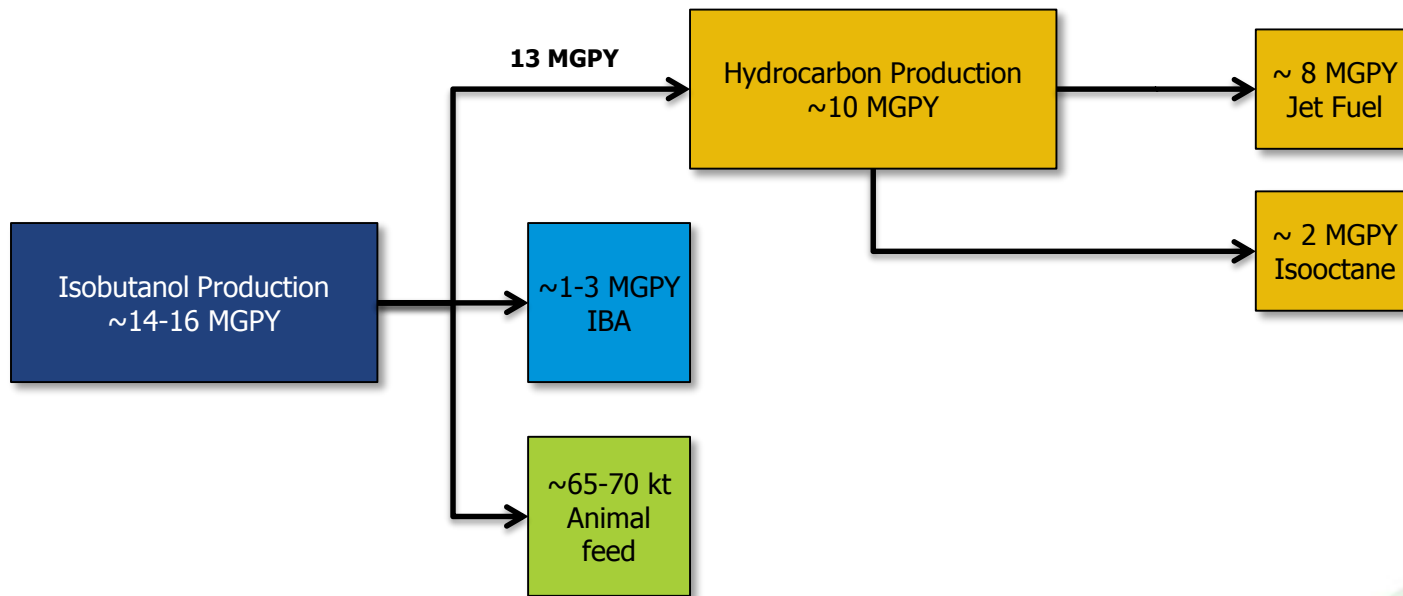 13 MGPY
Hydrocarbon Production
~10 MGPY
~ 8 MGPY
Jet Fuel
~ 2 MGPY
Isooctane
Isobutanol Production
~14-16 MGPY
~1-3 MGPY
IBA
~65-70 kt
Animal
feed